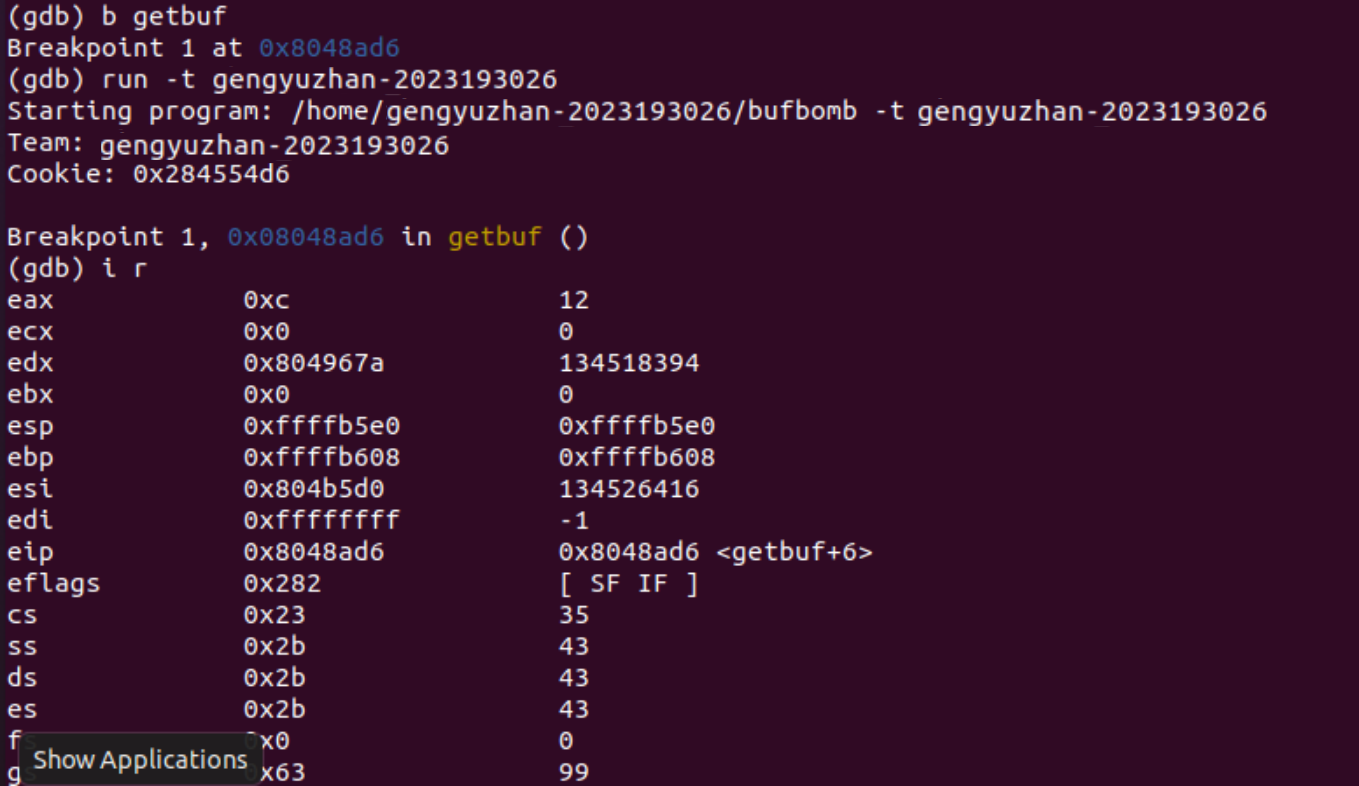 (gdb) b getbuf
Breakpoint 1 at 0x8048ad6
(gdb) run -t gengyuzhan-2023193026
Starting program: /home/gengyuzhan-2023193026/bufbomb -t gengyuzhan-2023193026
Team: gengyuzhan-2023193026
Cookie: 0x284554d6
Breakpoint 1, 0x08048ad6 in getbuf ()
(gdb) i r
eax 0xc 12
ecx 0x0 0
edx 0x804967a 134518394
ebx 0x0 0
esp 0xffffb5e0 0xffffb5e0
ebp 0xffffb608 0xffffb608
esi 0x804b5d0 134526416
edi 0xffffffff -1
eip 0x8048ad6 0x8048ad6 <getbuf+6>
eflags 0x282 [ SF IF ]
cs 0x23 35
ss 0x2b 43
ds 0x2b 43
es 0x2b 43
x0 0
Show Applications
x63 99